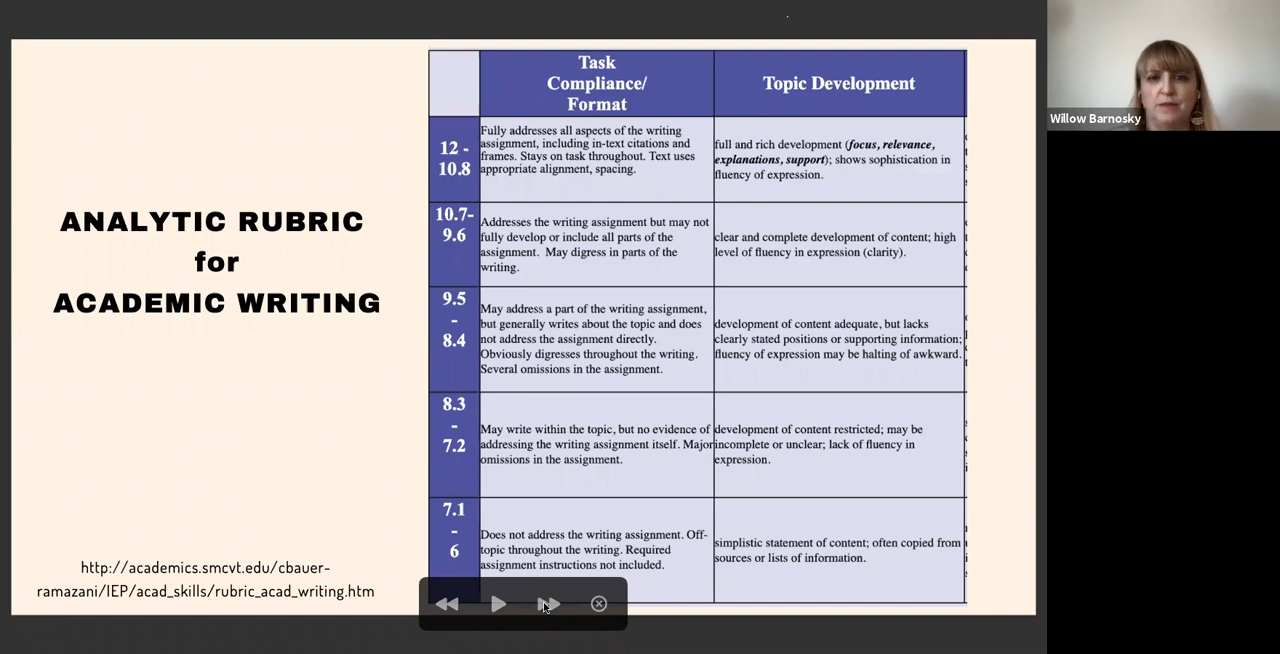 ANALYTIC RUBRIC
for
ACADEMIC WRITING
http://academics.smcvt.edu/cbauer-
ramazani/IEP/acad_skills/rubric_acad_writing.htm
Task
Compliance/
Format
Topic Development
12 -
10.8
Fully addresses all aspects of the writing
assignment, including in-text citations and
frames. Stays on task throughout. Text uses
appropriate alignment, spacing.
full and rich development (focus, relevance,
explanations, support); shows sophistication in
fluency of expression.
10.7-
9.6
Addresses the writing assignment but may not
fully develop or include all parts of the
assignment. May digress in parts of the
writing.
clear and complete development of content; high
level of fluency in expression (clarity).
9.5
-
8.4
May address a part of the writing assignment,
but generally writes about the topic and does
not address the assignment directly.
Obviously digresses throughout the writing.
Several omissions in the assignment.
development of content adequate, but lacks
clearly stated positions or supporting information;
fluency of expression may be halting of awkward.
8.3
-
7.2
May write within the topic, but no evidence of
addressing the writing assignment itself. Major
omissions in the assignment.
development of content restricted; may be
incomplete or unclear; lack of fluency in
expression.
7.1
-
6
Does not address the writing assignment. Off-
topic throughout the writing. Required
assignment instructions not included.
simplistic statement of content; often copied from
sources or lists of information.
Willow Barnosky